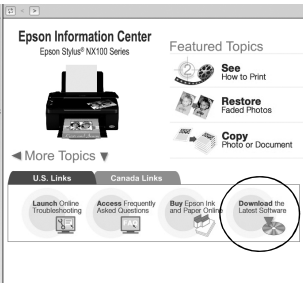 Epson Information Center
Epson Stylus® NX100 Series
Featured Topics
See
How to Print
Restore
Faded Photos
Copy
Photo or Document
More Topics
U.S. Links
Canada Links
Launch Online
Troubleshooting
Access Frequently
Asked Questions
FAQ
Buy Epson Ink
and Paper Online
Download the
Latest Software